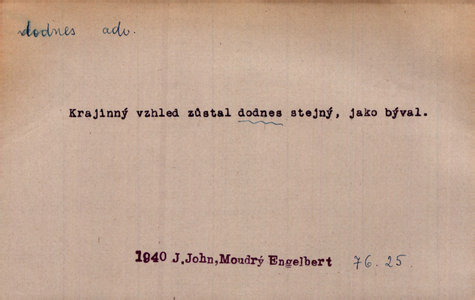 dodnes adv.
Krajinný vzhled zůstal dodnes stejný, jako býval.
1940 J.John,Moudrý Engelbert 76.25.